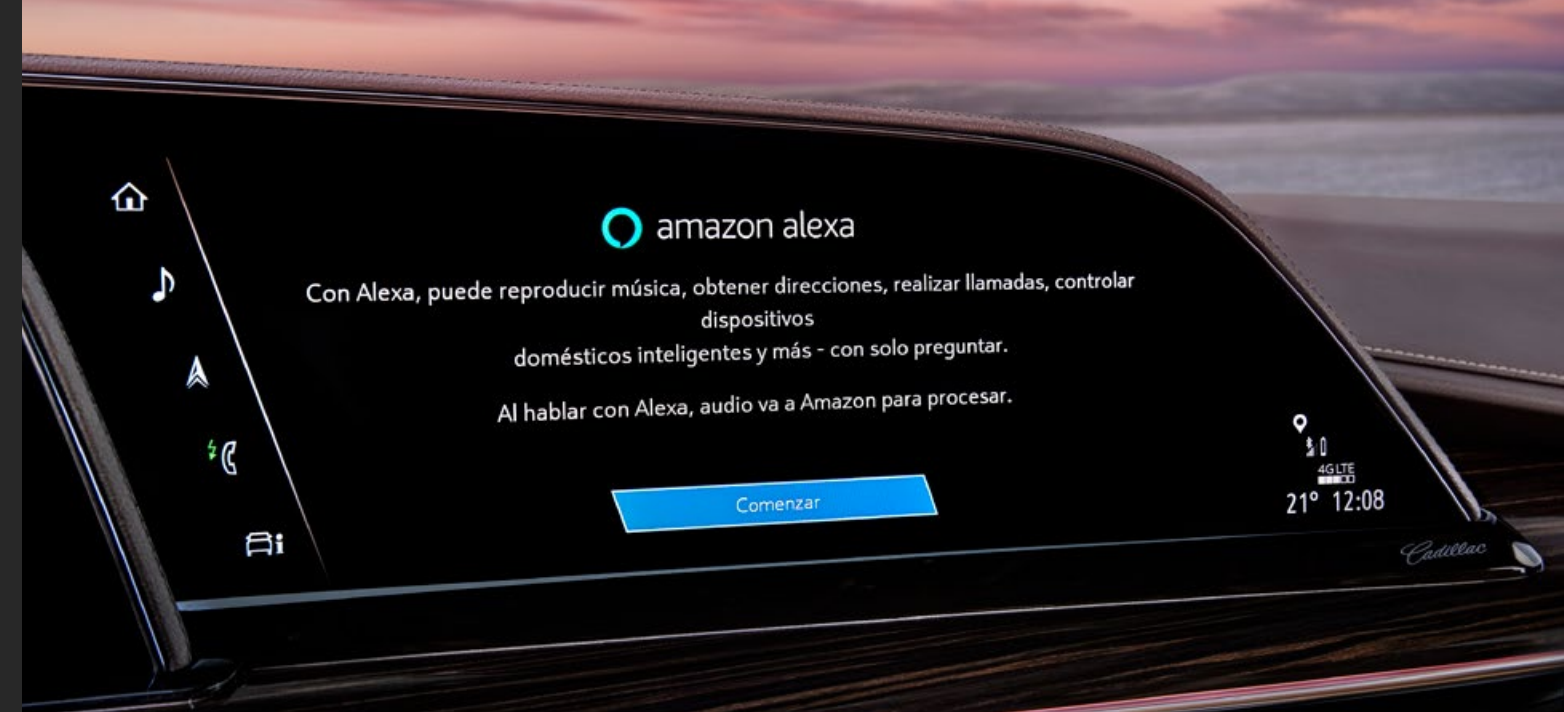 amazon alexa
Con Alexa, puede reproducir música, obtener direcciones, realizar llamadas, controlar
dispositivos
domésticos inteligentes y más - con solo preguntar.
Al hablar con Alexa, audio va a Amazon para procesar.
Comenzar
4G LTE
21° 12:08
Cadillac
i